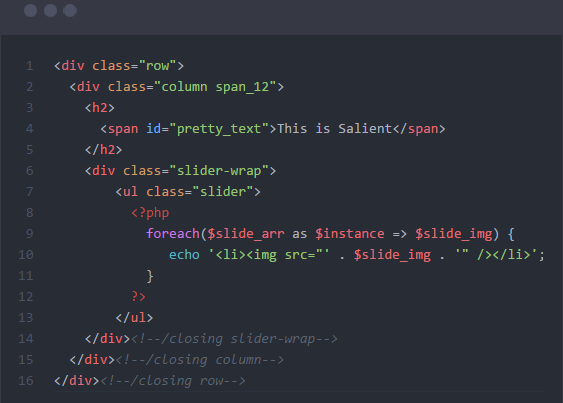 1 <div class="row">
2 <div class="column span_12">
3 <h2>
4 <span id="pretty_text">This is Salient</span>
5 </h2>
6 <div class="slider-wrap">
7 <ul class="slider">
8 <?php
9 foreach($slide_arr as $instance => $slide_img) {
10 echo '<li><img src="' . $slide_img . '" /></li>';
11 }
12 ?>
13 </ul>
14 </div><!--/closing slider-wrap-->
15 </div><!--/closing column-->
16 </div><!--/closing row-->